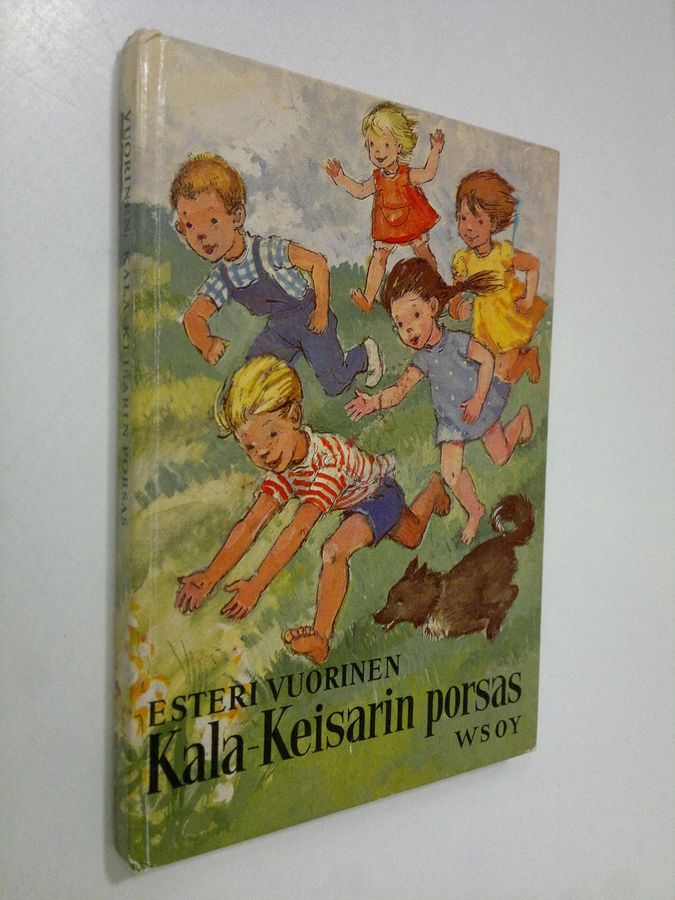 VUORINEN KALA-KEISARIN PORSAS
ESTERI VUORINEN
Kala-Keisarin porsas
WSOY